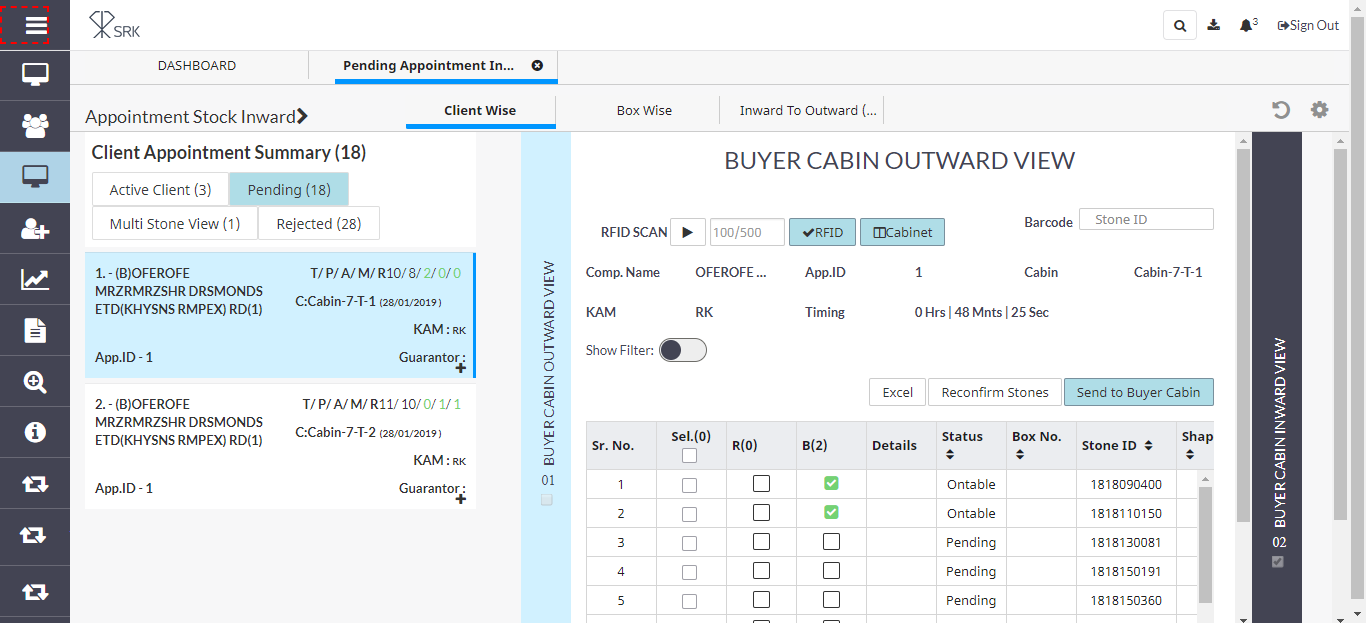 SRK
3
Sign Out
DASHBOARD
Pending Appointment In...
Appointment Stock Inward
Client Wise
Box Wise
Inward To Outward (...
Client Appointment Summary (18)
Active Client (3)
Pending (18)
Multi Stone View (1)
Rejected (28)
1. - (B)OFEROFE
MRZRMRZSHR DRSMONDS
ETD(KHYSNS RMPEX) RD(1)
T/ P/ A/ M/ R10/ 8/ 2/ 0/ 0
C:Cabin-7-T-1 (28/01/2019 )
KAM : RK
App.ID - 1
Guarantor :
2. - (B)OFEROFE
MRZRMRZSHR DRSMONDS
ETD(KHYSNS RMPEX) RD(1)
T/ P/ A/ M/ R11/ 10/ 0/ 1/ 1
C:Cabin-7-T-2 (28/01/2019 )
KAM : RK
App.ID - 1
Guarantor :
BUYER CABIN OUTWARD VIEW
01
BUYER CABIN OUTWARD VIEW
RFID SCAN
100/500
RFID
Cabinet
Barcode
Stone ID
Comp. Name
OFEROFE ...
App.ID
1
Cabin
Cabin-7-T-1
KAM
RK
Timing
0 Hrs | 48 Mnts | 25 Sec
Show Filter:
Excel
Reconfirm Stones
Send to Buyer Cabin
Sr. No. Sel.(0) R(0) B(2) Details Status Box No. Stone ID Shap
1 Ontable 1818090400
2 Ontable 1818110150
3 Pending 1818130081
4 Pending 1818150191
5 Pending 1818150360
BUYER CABIN INWARD VIEW
02